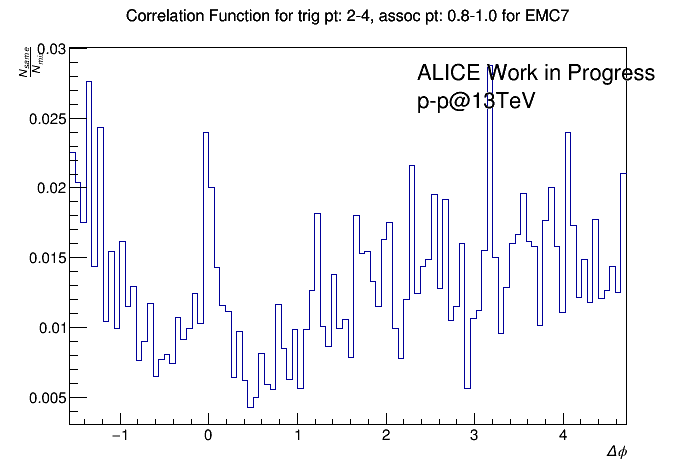 Correlation Function for trig pt: 2-4, assoc pt: 0.8-1.0 for EMC7
0.03
N_same
ALICE Work in Progress
p-p@13TeV
0.025
0.02
0.015
0.01
0.005
−1 0 1 2 3 4
Δϕ